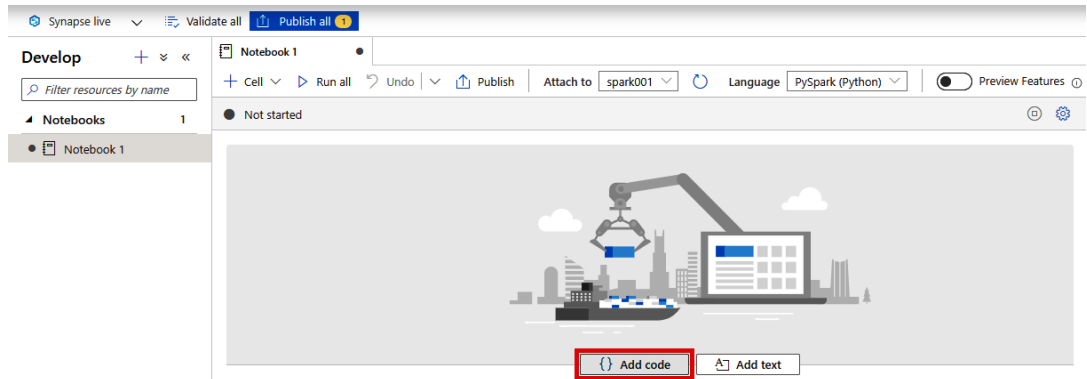 Synapse live Validate all Publish all 1
Develop
Filter resources by name
Notebooks 1
Notebook 1
Notebook 1
Cell Run all Undo Publish Attach to spark001 Language PySpark (Python) Preview Features
Not started
{} Add code
Add text